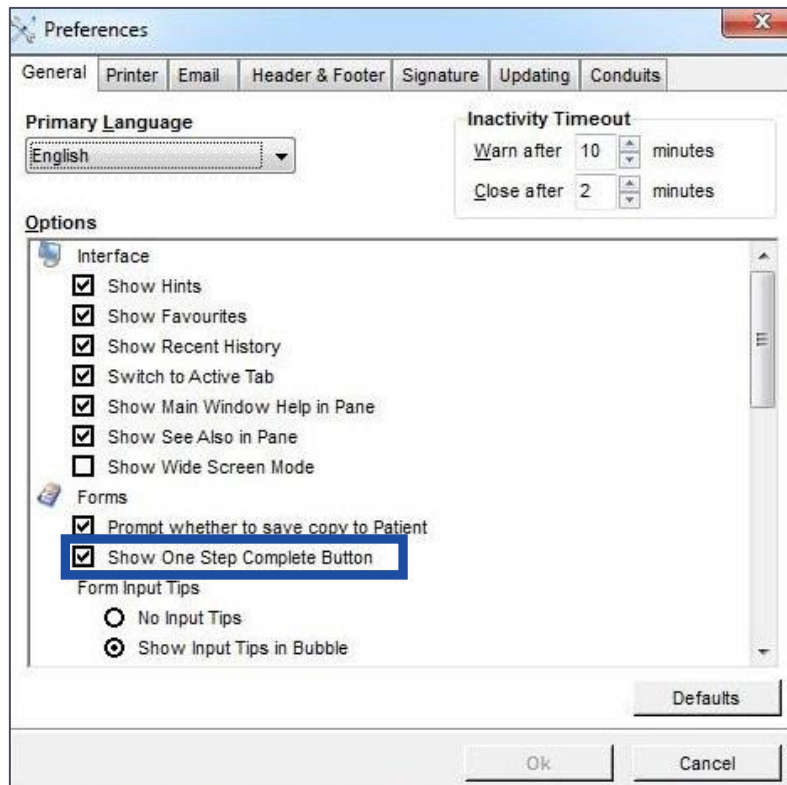 Preferences
General Printer Email Header & Footer Signature Updating Conduits
Primary Language
English
Inactivity Timeout
Warn after 10 minutes
Close after 2 minutes
Options
Interface
Show Hints
Show Favourites
Show Recent History
Switch to Active Tab
Show Main Window Help in Pane
Show See Also in Pane
Show Wide Screen Mode
Forms
Prompt whether to save copy to Patient
Show One Step Complete Button
Form Input Tips
No Input Tips
Show Input Tips in Bubble
Defaults
Ok Cancel